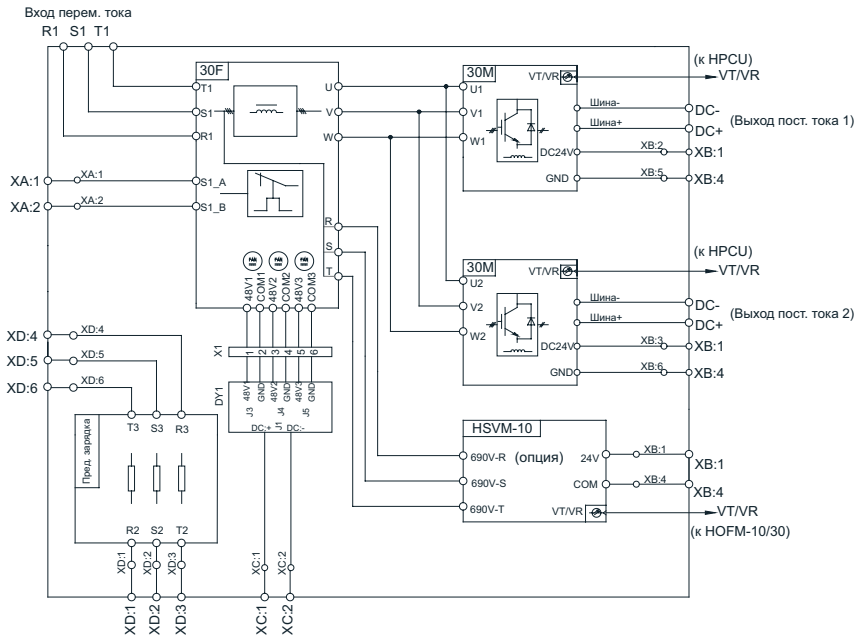 Вход перем. тока
R1 S1 T1
30F
T1
S1
R1
U
V
W
S1_A
S1_B
R
S
T
FAN
FAN
FAN
48V1
COM1
48V2
COM2
48V3
COM3
X1
1
2
3
4
5
6
DY1
48V1
GND
48V2
GND
48V3
GND
J3
J4
J5
J1
DC:+
DC:-
XC:1
XC:2
XC:1
XC:2
XA:1
XA:1
XA:2
XA:2
XD:4
XD:4
XD:5
XD:5
XD:6
XD:6
Пред. зарядка
T3
S3
R3
R2
S2
T2
XD:1
XD:2
XD:3
XD:1
XD:2
XD:3
30M
VT/VR
U1
V1
W1
Шина-
Шина+
DC24V
GND
XB:2
XB:5
(к HPCU)
VT/VR
DC-
DC+
(Выход пост. тока 1)
XB:1
XB:4
30M
VT/VR
U2
V2
W2
Шина-
Шина+
DC24V
GND
XB:3
XB:6
(к HPCU)
VT/VR
DC-
DC+
(Выход пост. тока 2)
XB:1
XB:4
HSVM-10
(опция)
690V-R
690V-S
690V-T
24V
COM
VT/VR
XB:1
XB:4
XB:1
XB:4
VT/VR
(к HOFM-10/30)